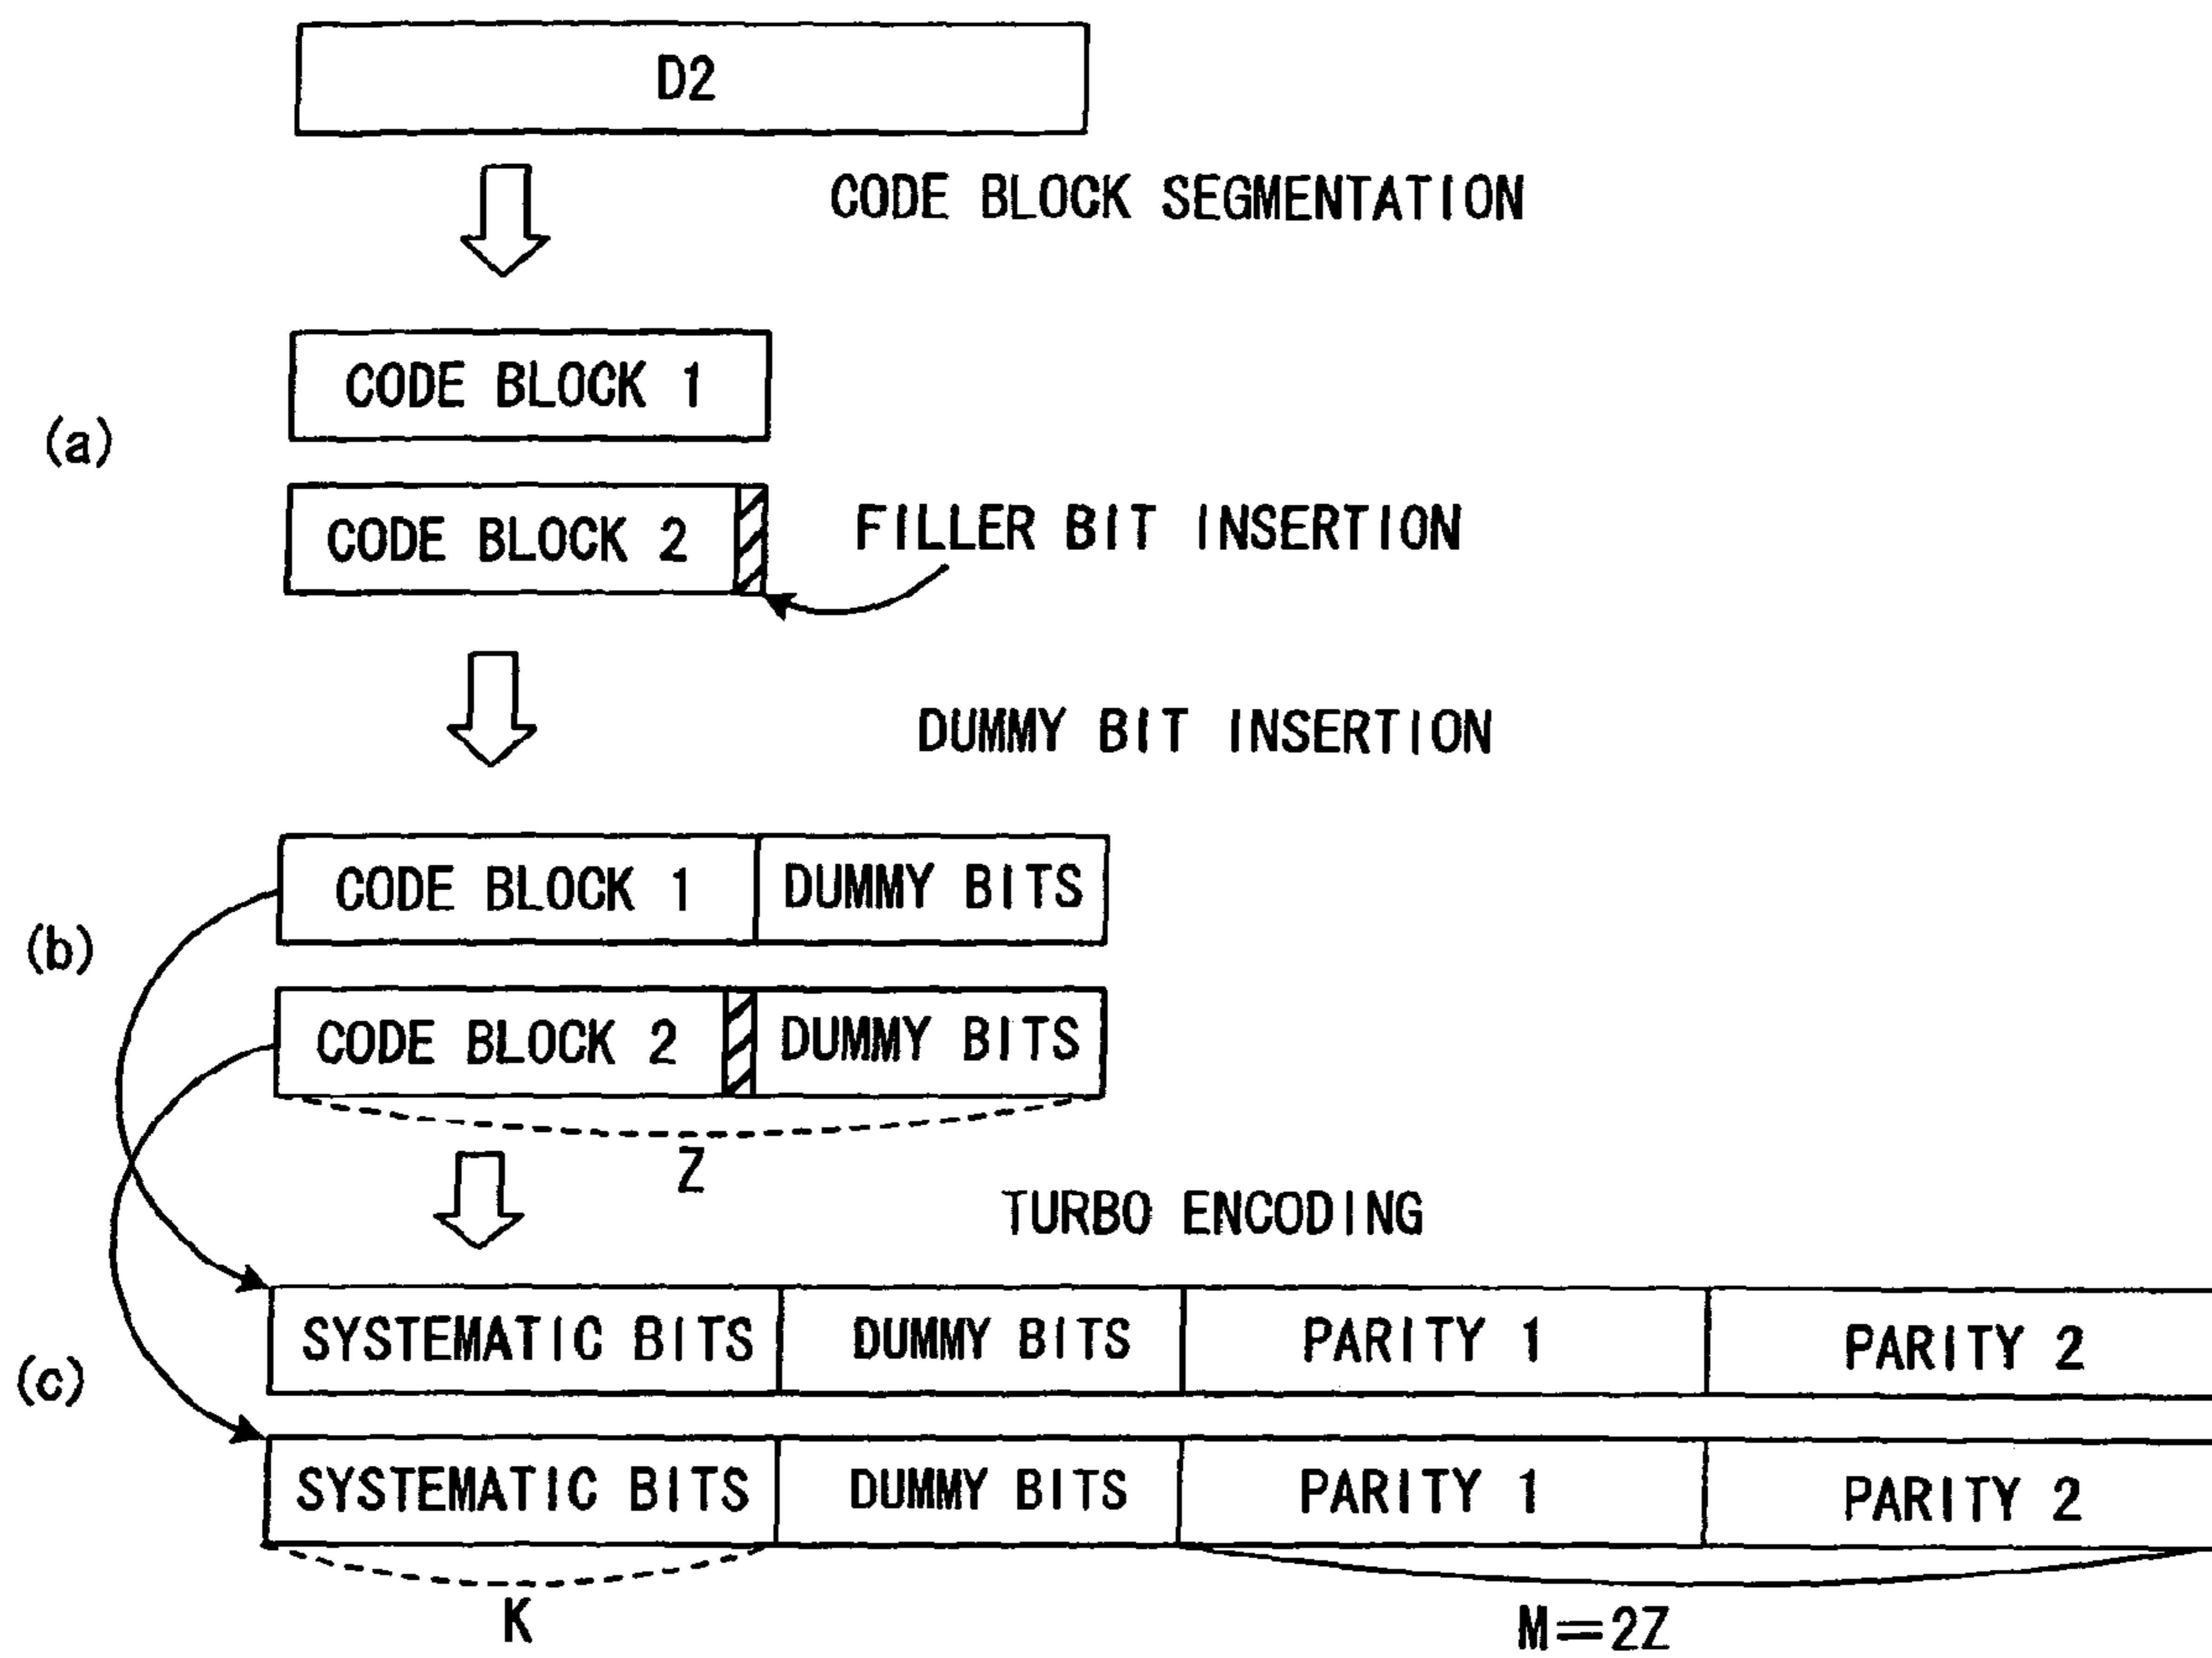 D2
CODE BLOCK SEGMENTATION
CODE BLOCK 1
(a)
CODE BLOCK 2
FILLER BIT INSERTION
DUMMY BIT INSERTION
CODE BLOCK 1 DUMMY BITS
(b)
CODE BLOCK 2 DUMMY BITS
Z
TURBO ENCODING
SYSTEMATIC BITS DUMMY BITS PARITY 1 PARITY 2
(c)
SYSTEMATIC BITS DUMMY BITS PARITY 1 PARITY 2
K
M=2Z